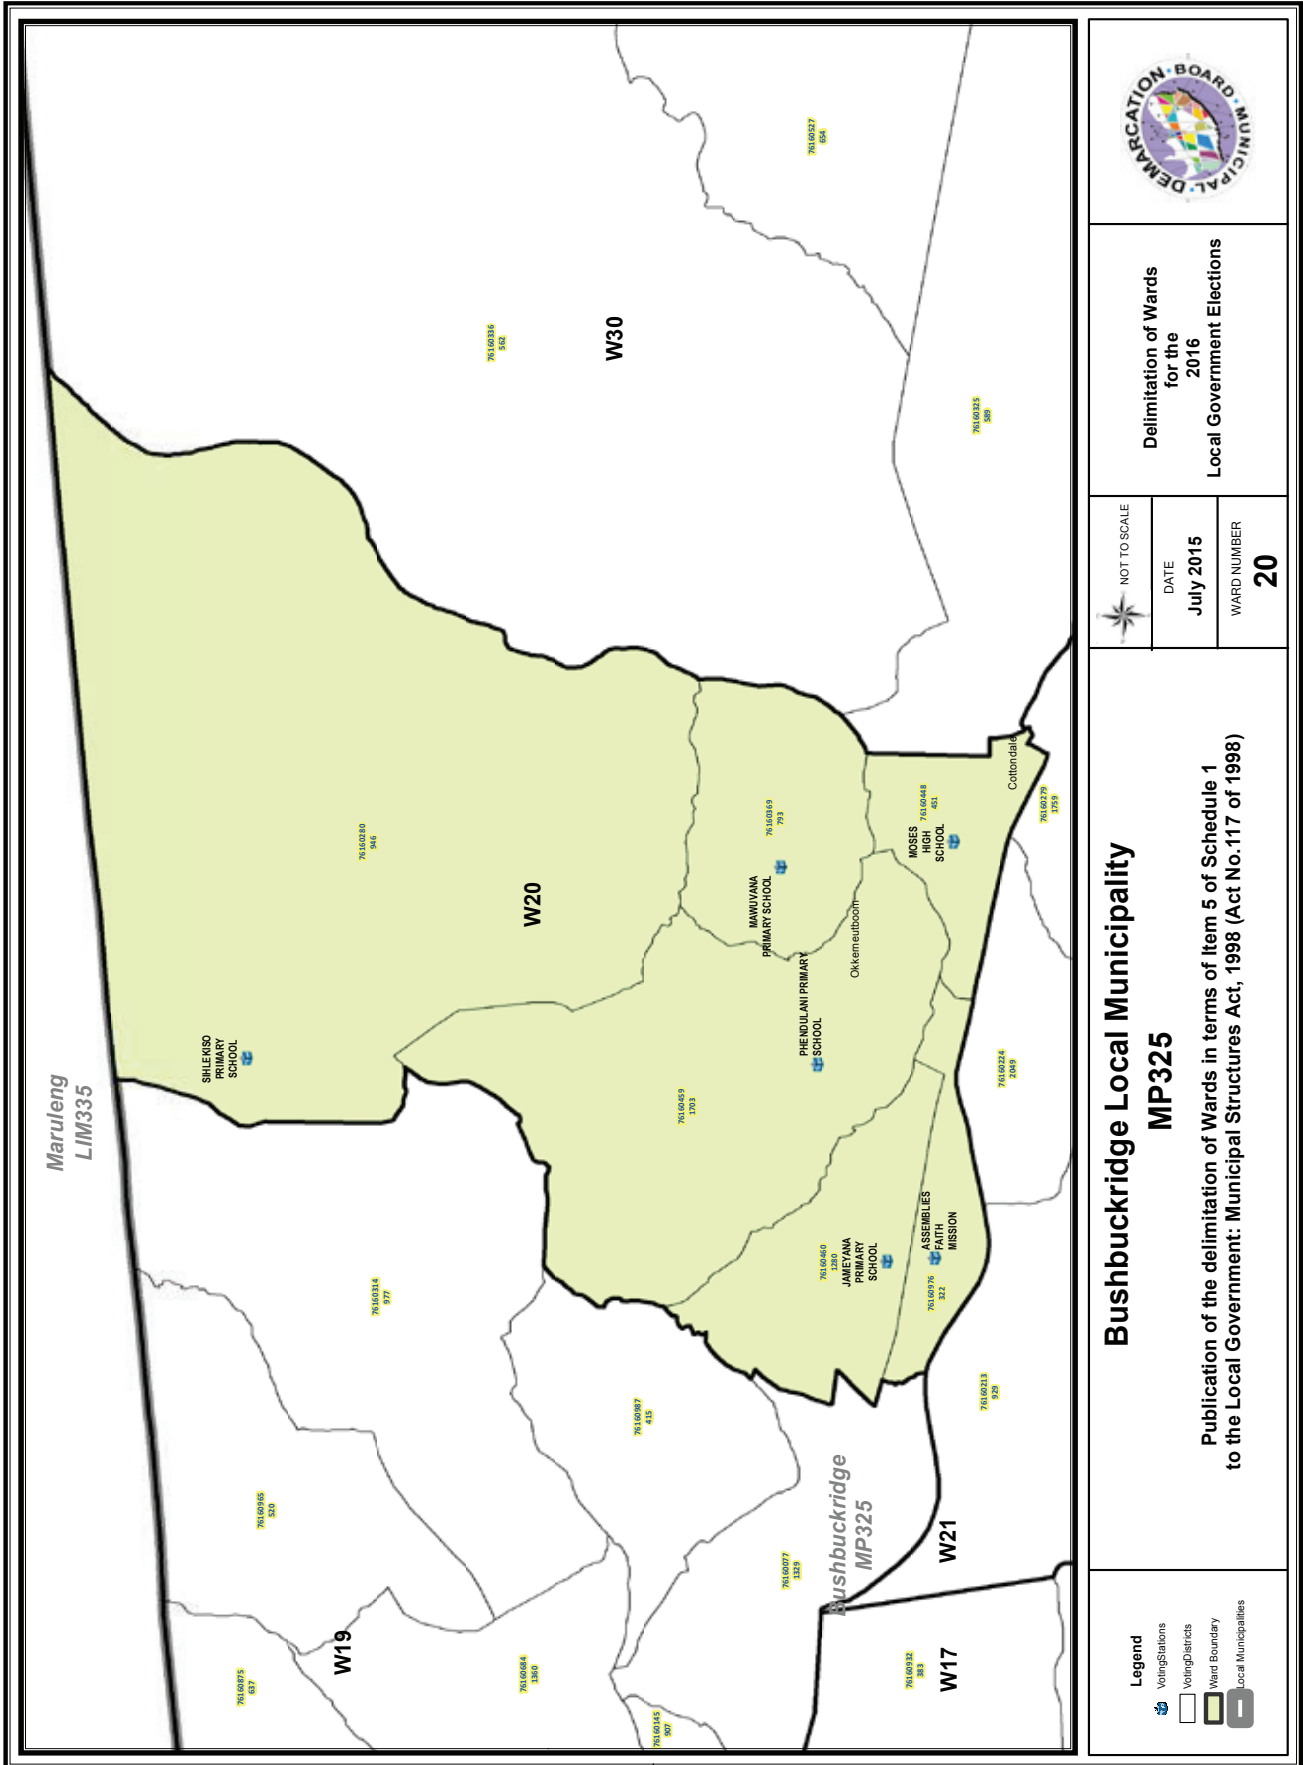 Maruleng
LIM335
SIHLEKISO
PRIMARY
SCHOOL
76160280
946
W20
76160336
562
W30
76160527
654
76160325
589
76160875
637
W19
76160965
520
76160314
977
76160684
1360
76160145
907
76160987
415
76160459
1703
76160369
793
MAWUVANA
PRIMARY SCHOOL
PHENDULANI PRIMARY
SCHOOL
Okkerneutboom
76160448
451
MOSES
HIGH
SCHOOL
Cottondale
76160279
1759
76160460
1280
JAMEYANA
PRIMARY
SCHOOL
ASSEMBLIES
FAITH
MISSION
76160976
322
76160224
2049
76160213
929
76160077
1329
Bushbuckridge
MP325
W21
76160932
383
W17
Legend
VotingStations
VotingDistricts
Ward Boundary
Local Municipalities
Bushbuckridge Local Municipality
MP325
Publication of the delimitation of Wards in terms of Item 5 of Schedule 1
to the Local Government: Municipal Structures Act, 1998 (Act No.117 of 1998)
NOT TO SCALE
DATE
July 2015
WARD NUMBER
20
Delimitation of Wards
for the
2016
Local Government Elections
MUNICIPAL · DEMARCATION · BOARD ·